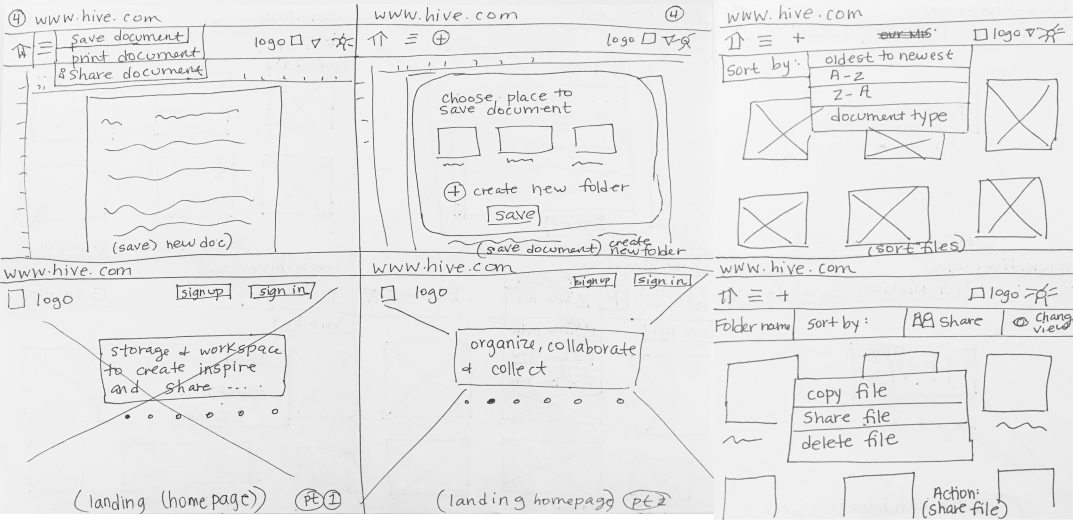 ④ www.hive.com
save document
print document
& Share document
logo
(save) new doc)
www.hive.com
④
+
logo
choose place to
save document
+ create new folder
save
(save document) create
new folder
www.hive.com
+
our MIS
logo
Sort by:
oldest to newest
A-Z
Z-A
document type
(sort files)
www.hive.com
logo
signup
sign in
storage & workspace
to create inspire
and share ....
(landing (homepage))
pt 1
www.hive.com
logo
signup
sign in
organize, collaborate
& collect
(landing homepage)
pt 2
www.hive.com
+
logo
Folder name
sort by:
Share
Chang
view
copy file
Share file
delete file
Action:
(share file)